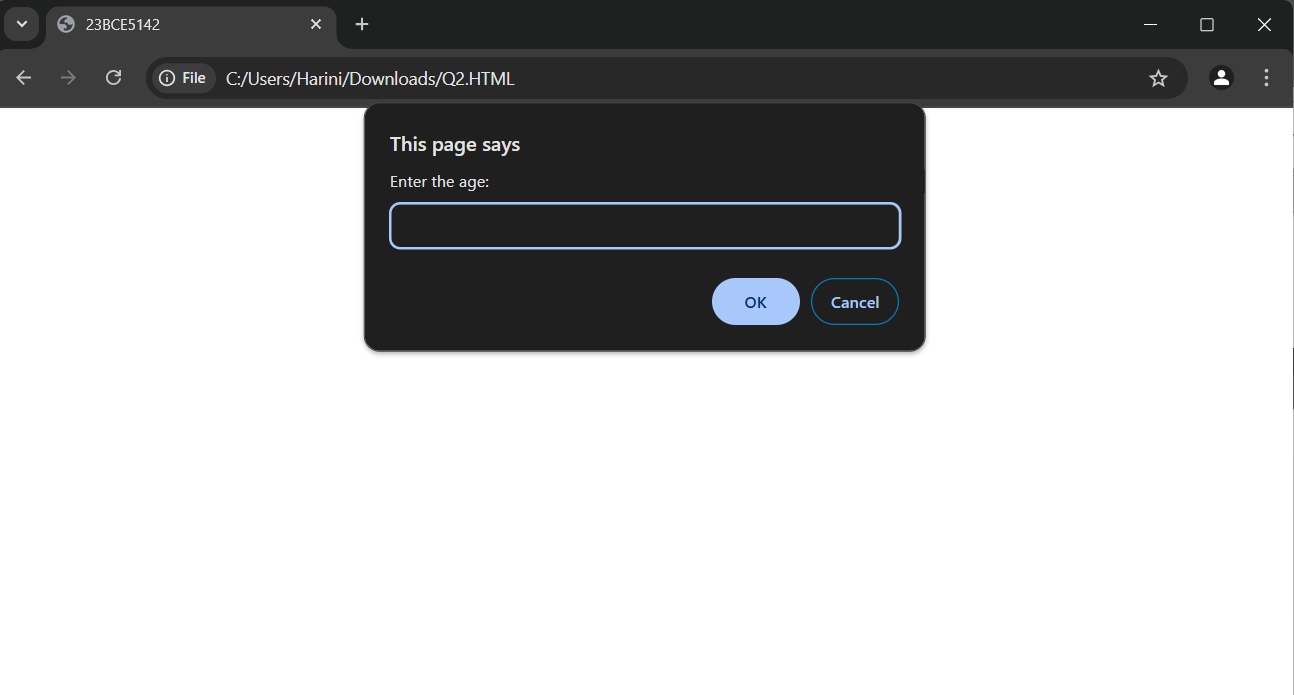 23BCE5142
File C:/Users/Harini/Downloads/Q2.HTML
This page says
Enter the age:
OK Cancel